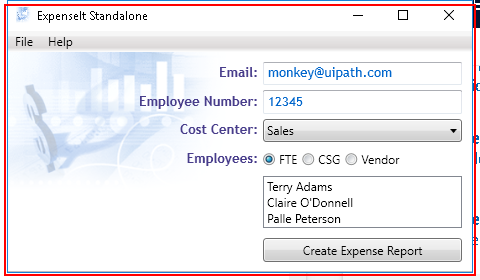 ExpenseIt Standalone
File Help
Email: monkey@uipath.com
Employee Number: 12345
Cost Center: Sales
Employees: FTE CSG Vendor
Terry Adams
Claire O'Donnell
Palle Peterson
Create Expense Report